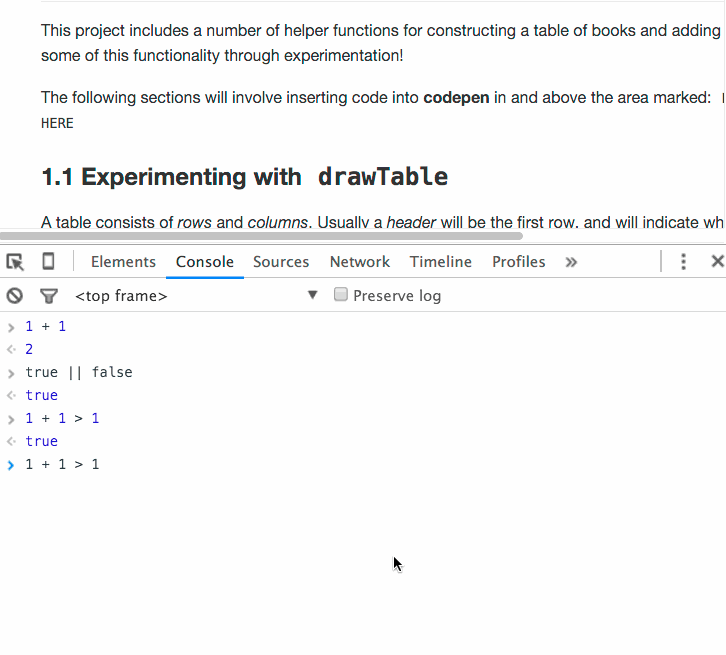 This project includes a number of helper functions for constructing a table of books and adding
some of this functionality through experimentation!
The following sections will involve inserting code into codepen in and above the area marked:
HERE
1.1 Experimenting with drawTable
A table consists of rows and columns. Usually a header will be the first row, and will indicate wh
Elements Console Sources Network Timeline Profiles »
<top frame> ▼ Preserve log
> 1 + 1
< 2
> true || false
< true
> 1 + 1 > 1
< true
> 1 + 1 > 1